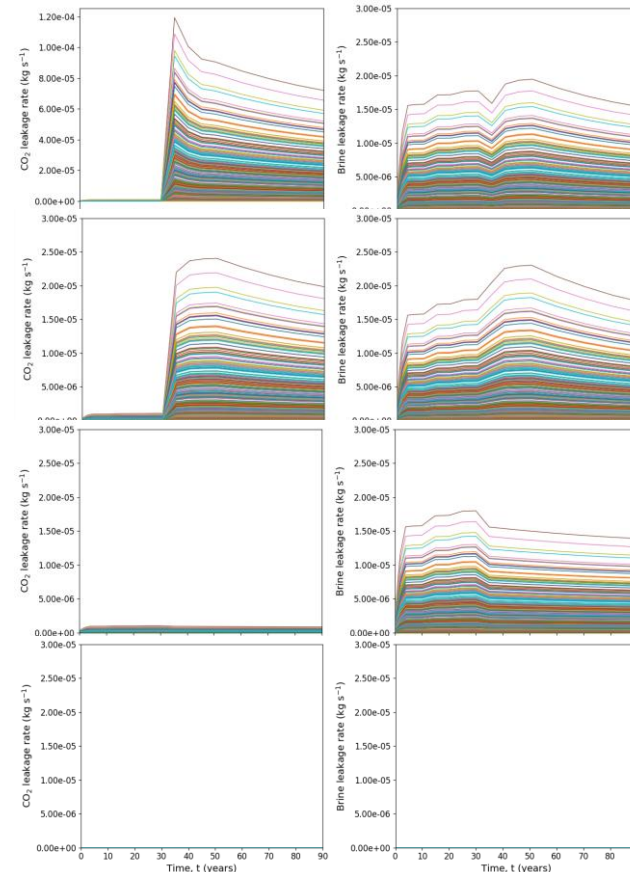 1.20e-04
1.00e-04
8.00e-05
6.00e-05
4.00e-05
2.00e-05
0.00e+00
CO₂ leakage rate (kg s⁻¹)
3.00e-05
2.50e-05
2.00e-05
1.50e-05
1.00e-05
5.00e-06
Brine leakage rate (kg s⁻¹)
3.00e-05
2.50e-05
2.00e-05
1.50e-05
1.00e-05
5.00e-06
CO₂ leakage rate (kg s⁻¹)
3.00e-05
2.50e-05
2.00e-05
1.50e-05
1.00e-05
5.00e-06
Brine leakage rate (kg s⁻¹)
3.00e-05
2.50e-05
2.00e-05
1.50e-05
1.00e-05
5.00e-06
0.00e+00
CO₂ leakage rate (kg s⁻¹)
3.00e-05
2.50e-05
2.00e-05
1.50e-05
1.00e-05
5.00e-06
0.00e+00
Brine leakage rate (kg s⁻¹)
3.00e-05
2.50e-05
2.00e-05
1.50e-05
1.00e-05
5.00e-06
0.00e+00
CO₂ leakage rate (kg s⁻¹)
0 10 20 30 40 50 60 70 80 90
Time, t (years)
3.00e-05
2.50e-05
2.00e-05
1.50e-05
1.00e-05
5.00e-06
0.00e+00
Brine leakage rate (kg s⁻¹)
0 10 20 30 40 50 60 70 80
Time, t (years)